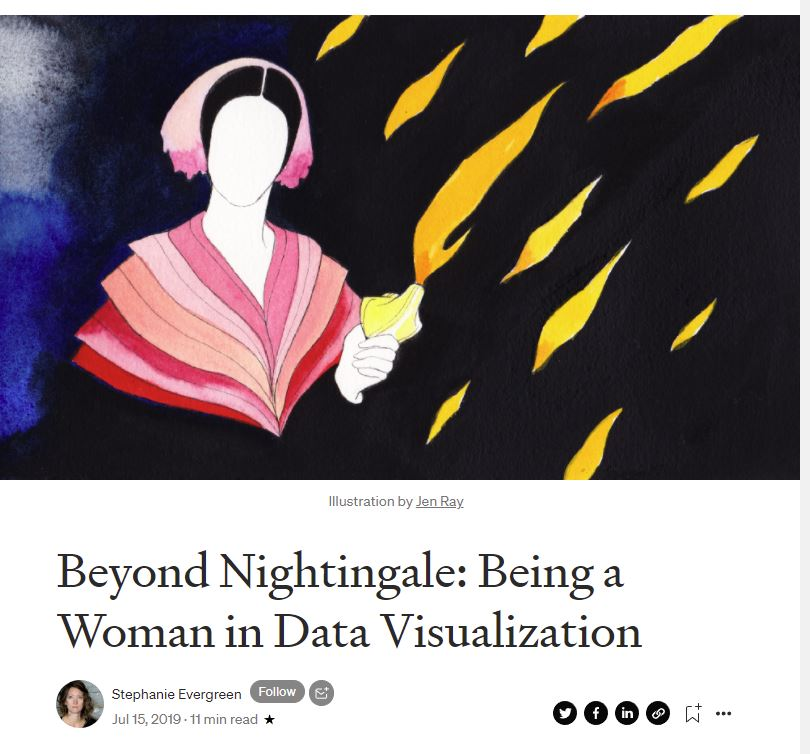 Illustration by Jen Ray
Beyond Nightingale: Being a
Woman in Data Visualization
Stephanie Evergreen Follow
Jul 15, 2019 · 11 min read ★